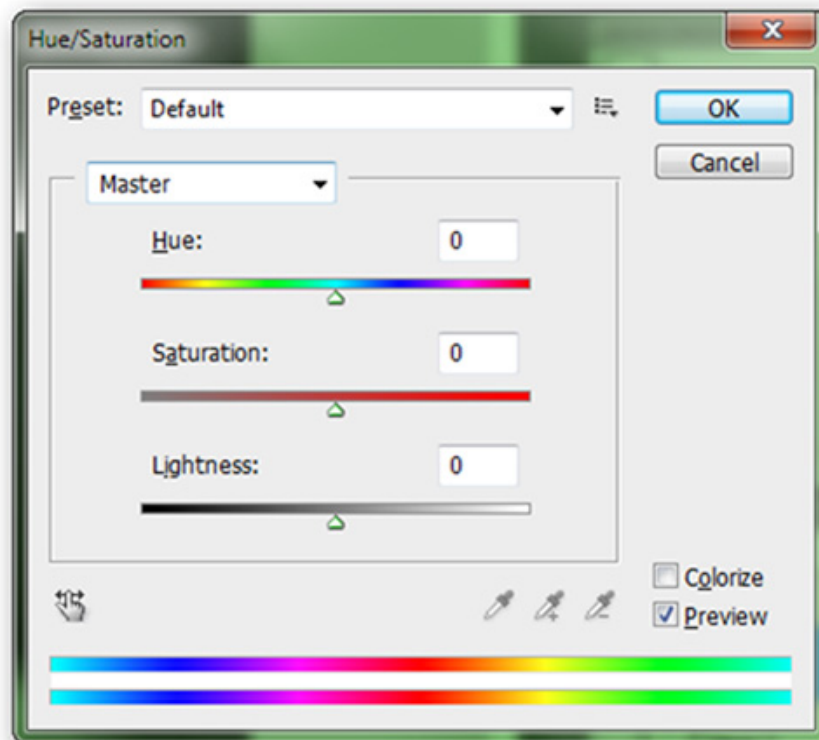 Hue/Saturation
Preset: Default
OK
Cancel
Master
Hue: 0
Saturation: 0
Lightness: 0
Colorize
Preview